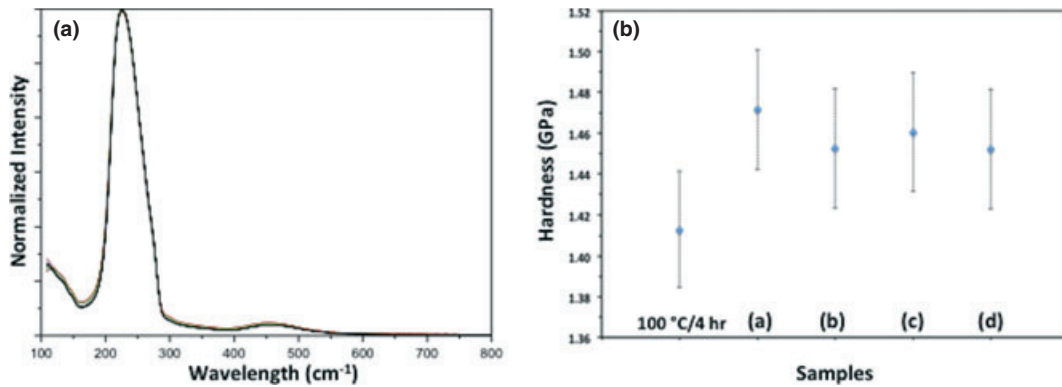 (a)
Normalized Intensity
100 200 300 400 500 600 700 800
Wavelength (cm⁻¹)
(b)
Hardness (GPa)
1.52
1.50
1.48
1.46
1.44
1.42
1.40
1.38
1.36
100 °C/4 hr (a) (b) (c) (d)
Samples